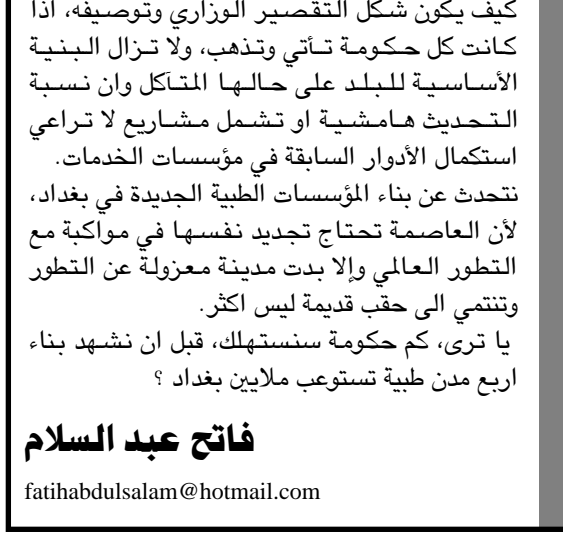 كيف يكون شكل التقصير الوزاري وتوصيفه، اذا
كانت كل حكومة تأتي وتذهب، ولا تزال البنية
الأساسية للبلد على حالها المتآكل وان نسبة
التحديث هامشية او تشمل مشاريع لا تراعي
استكمال الأدوار السابقة في مؤسسات الخدمات.
نتحدث عن بناء المؤسسات الطبية الجديدة في بغداد،
لأن العاصمة تحتاج تجديد نفسها في مواكبة مع
التطور العالمي وإلا بدت مدينة معزولة عن التطور
وتنتمي الى حقب قديمة ليس اكثر.
يا ترى، كم حكومة سنستهلك، قبل ان نشهد بناء
اربع مدن طبية تستوعب ملايين بغداد ؟
فاتح عبد السلام
fatihabdulsalam@hotmail.com